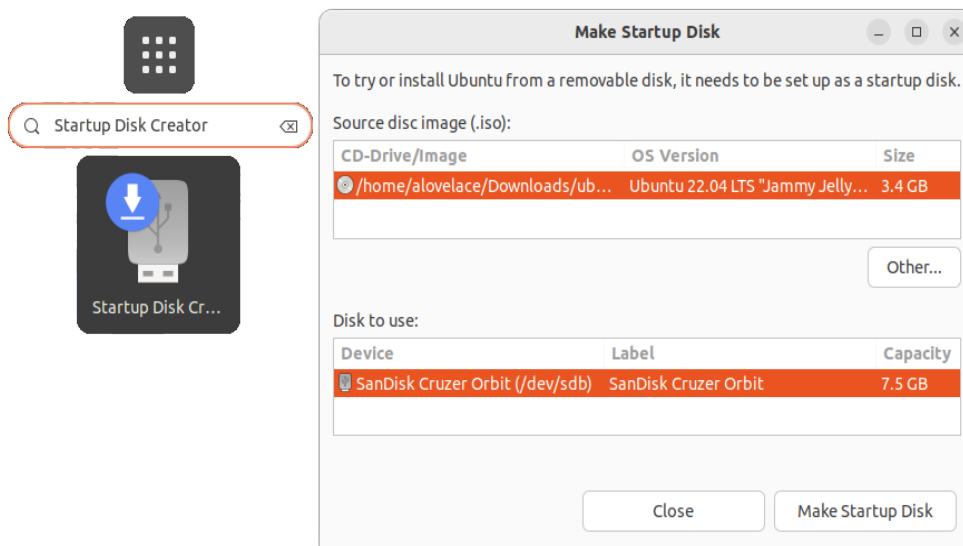 Startup Disk Creator
Startup Disk Cr...
Make Startup Disk
To try or install Ubuntu from a removable disk, it needs to be set up as a startup disk.
Source disc image (.iso):
CD-Drive/Image OS Version Size
/home/alovelace/Downloads/ub... Ubuntu 22.04 LTS "Jammy Jelly... 3.4 GB
Other...
Disk to use:
Device Label Capacity
SanDisk Cruzer Orbit (/dev/sdb) SanDisk Cruzer Orbit 7.5 GB
Close Make Startup Disk